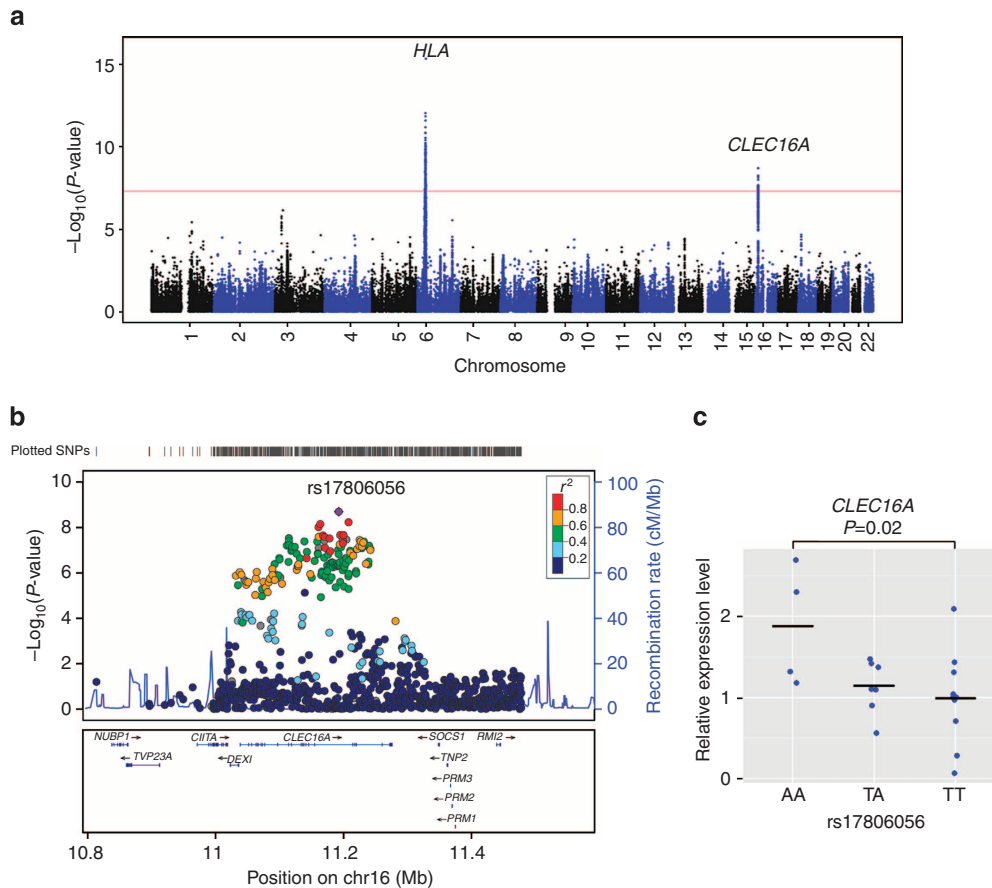 a
HLA
CLEC16A
15
10
5
0
–Log10(P-value)
1 2 3 4 5 6 7 8 9 10 11 12 13 14 15 16 17 18 19 20 22
Chromosome
b
Plotted SNPs
rs17806056
r2
0.8
0.6
0.4
0.2
10
8
6
4
2
0
–Log10(P-value)
100
80
60
40
20
0
Recombination rate (cM/Mb)
NUBP1 CIITA CLEC16A SOCS1 RMI2
TVP23A DEXI TNP2
PRM3
PRM2
PRM1
10.8 11 11.2 11.4
Position on chr16 (Mb)
c
CLEC16A
P=0.02
2
1
0
Relative expression level
AA TA TT
rs17806056